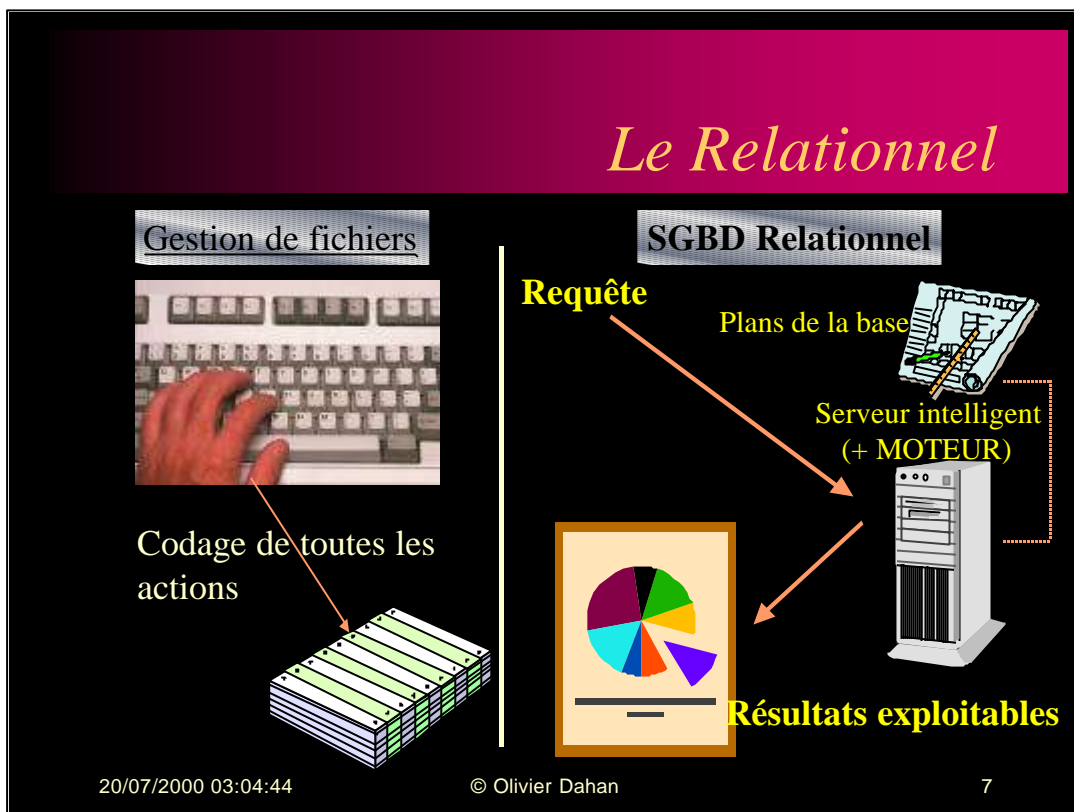 Le Relationnel
Gestion de fichiers
Codage de toutes les
actions
SGBD Relationnel
Requête
Plans de la base
Serveur intelligent
(+ MOTEUR)
Résultats exploitables
20/07/2000 03:04:44
© Olivier Dahan
7